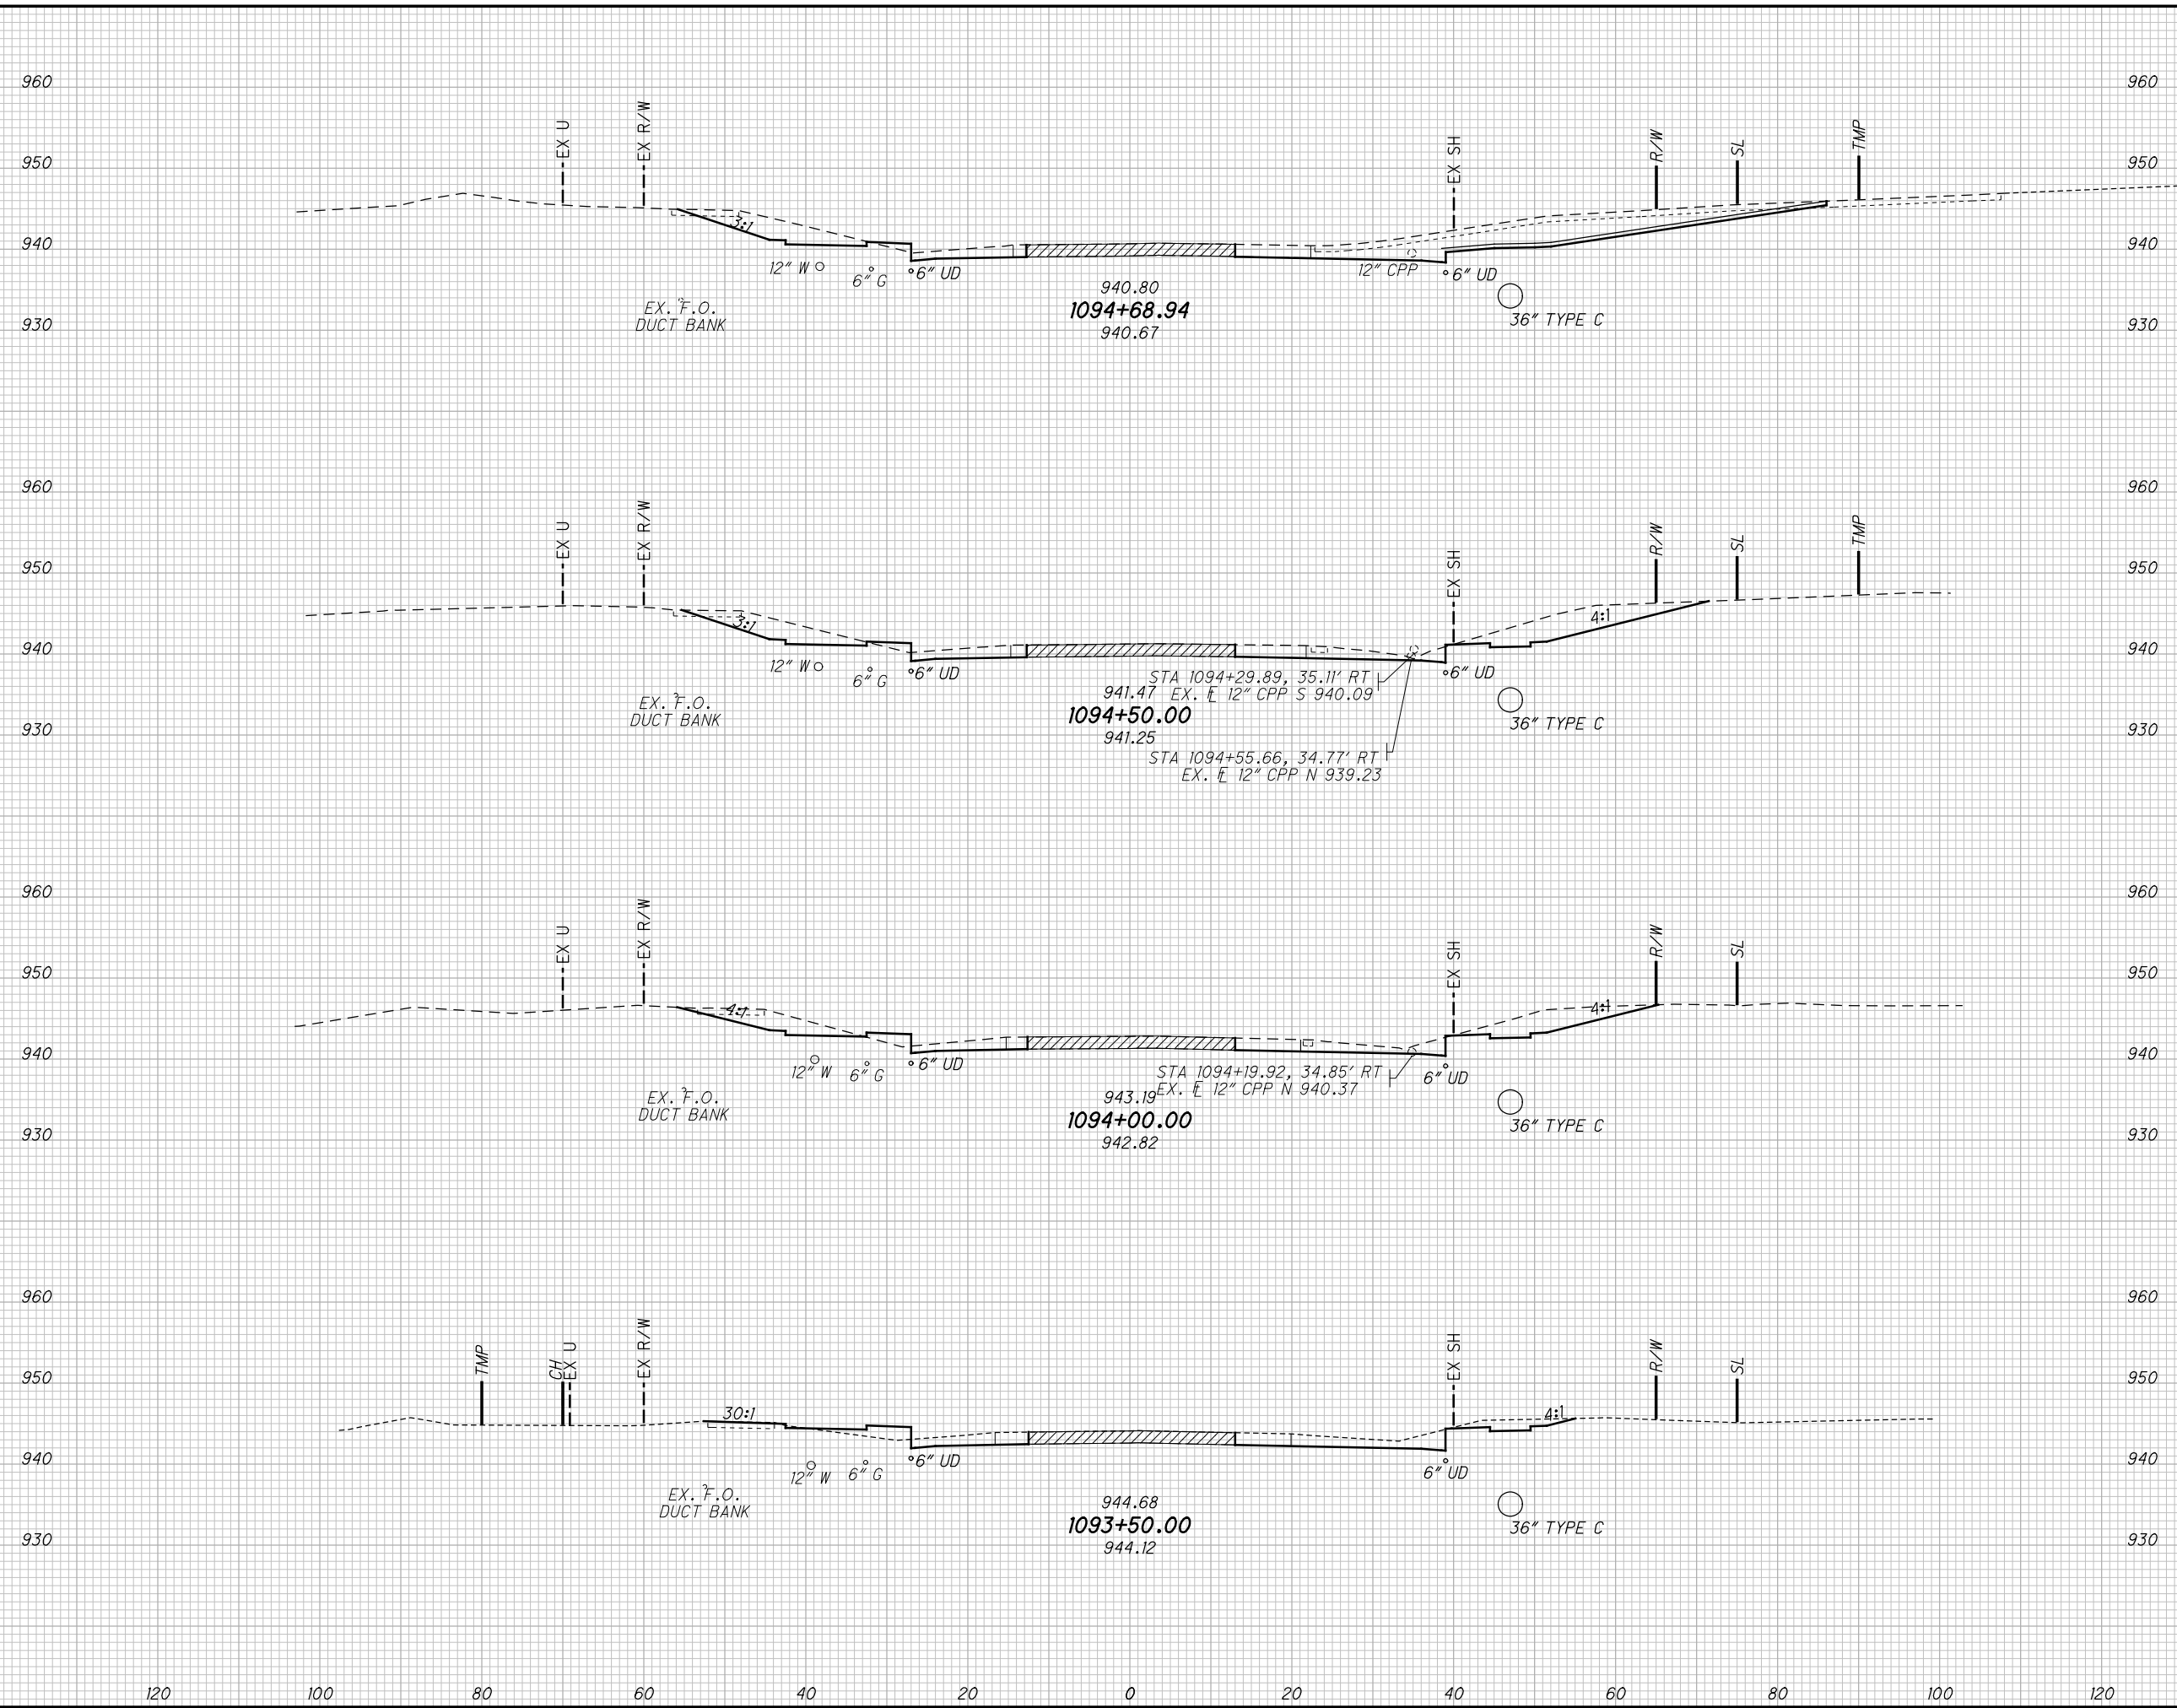 960 960
EX U EX R/W EX SH R/W SL TMP
950 950
3:1
940 940
12" W 6" G 6" UD 12" CPP 6" UD
940.80
EX. F.O. 1094+68.94 36" TYPE C
930 DUCT BANK 940.67 930
960 960
EX U EX R/W EX SH R/W SL TMP
950 950
3:1 4:1
940 940
12" W 6" G 6" UD 6" UD
STA 1094+29.89, 35.11' RT
941.47 EX. ℄ 12" CPP S 940.09
EX. F.O. 1094+50.00 36" TYPE C
DUCT BANK
930 941.25 930
STA 1094+55.66, 34.77' RT
EX. ℄ 12" CPP N 939.23
960 960
EX U EX R/W EX SH R/W SL
950 950
4:1 4:1
940 940
12" W 6" G 6" UD STA 1094+19.92, 34.85' RT 6" UD
EX. ℄ 12" CPP N 940.37
EX. F.O. 943.19
DUCT BANK 1094+00.00 36" TYPE C
930 942.82 930
960 960
TMP CH EX U EX R/W EX SH R/W SL
950 950
30:1 4:1
940 940
12" W 6" G 6" UD 6" UD
EX. F.O. 944.68
DUCT BANK 1093+50.00 36" TYPE C
930 944.12 930
120 100 80 60 40 20 0 20 40 60 80 100 120